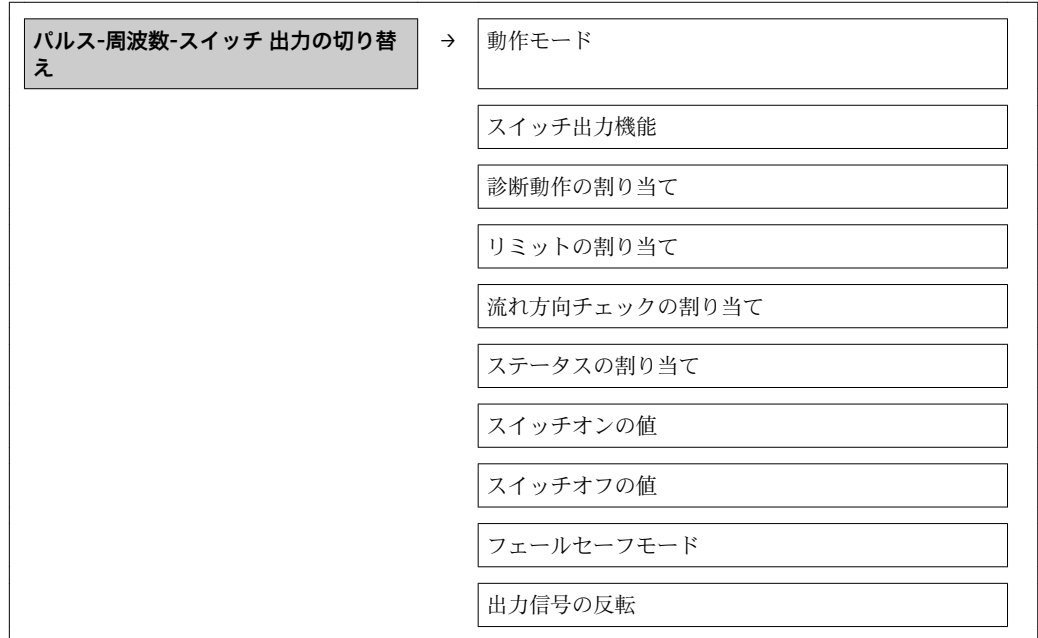 パルス-周波数-スイッチ 出力の切り替
え
→
動作モード
スイッチ出力機能
診断動作の割り当て
リミットの割り当て
流れ方向チェックの割り当て
ステータスの割り当て
スイッチオンの値
スイッチオフの値
フェールセーフモード
出力信号の反転